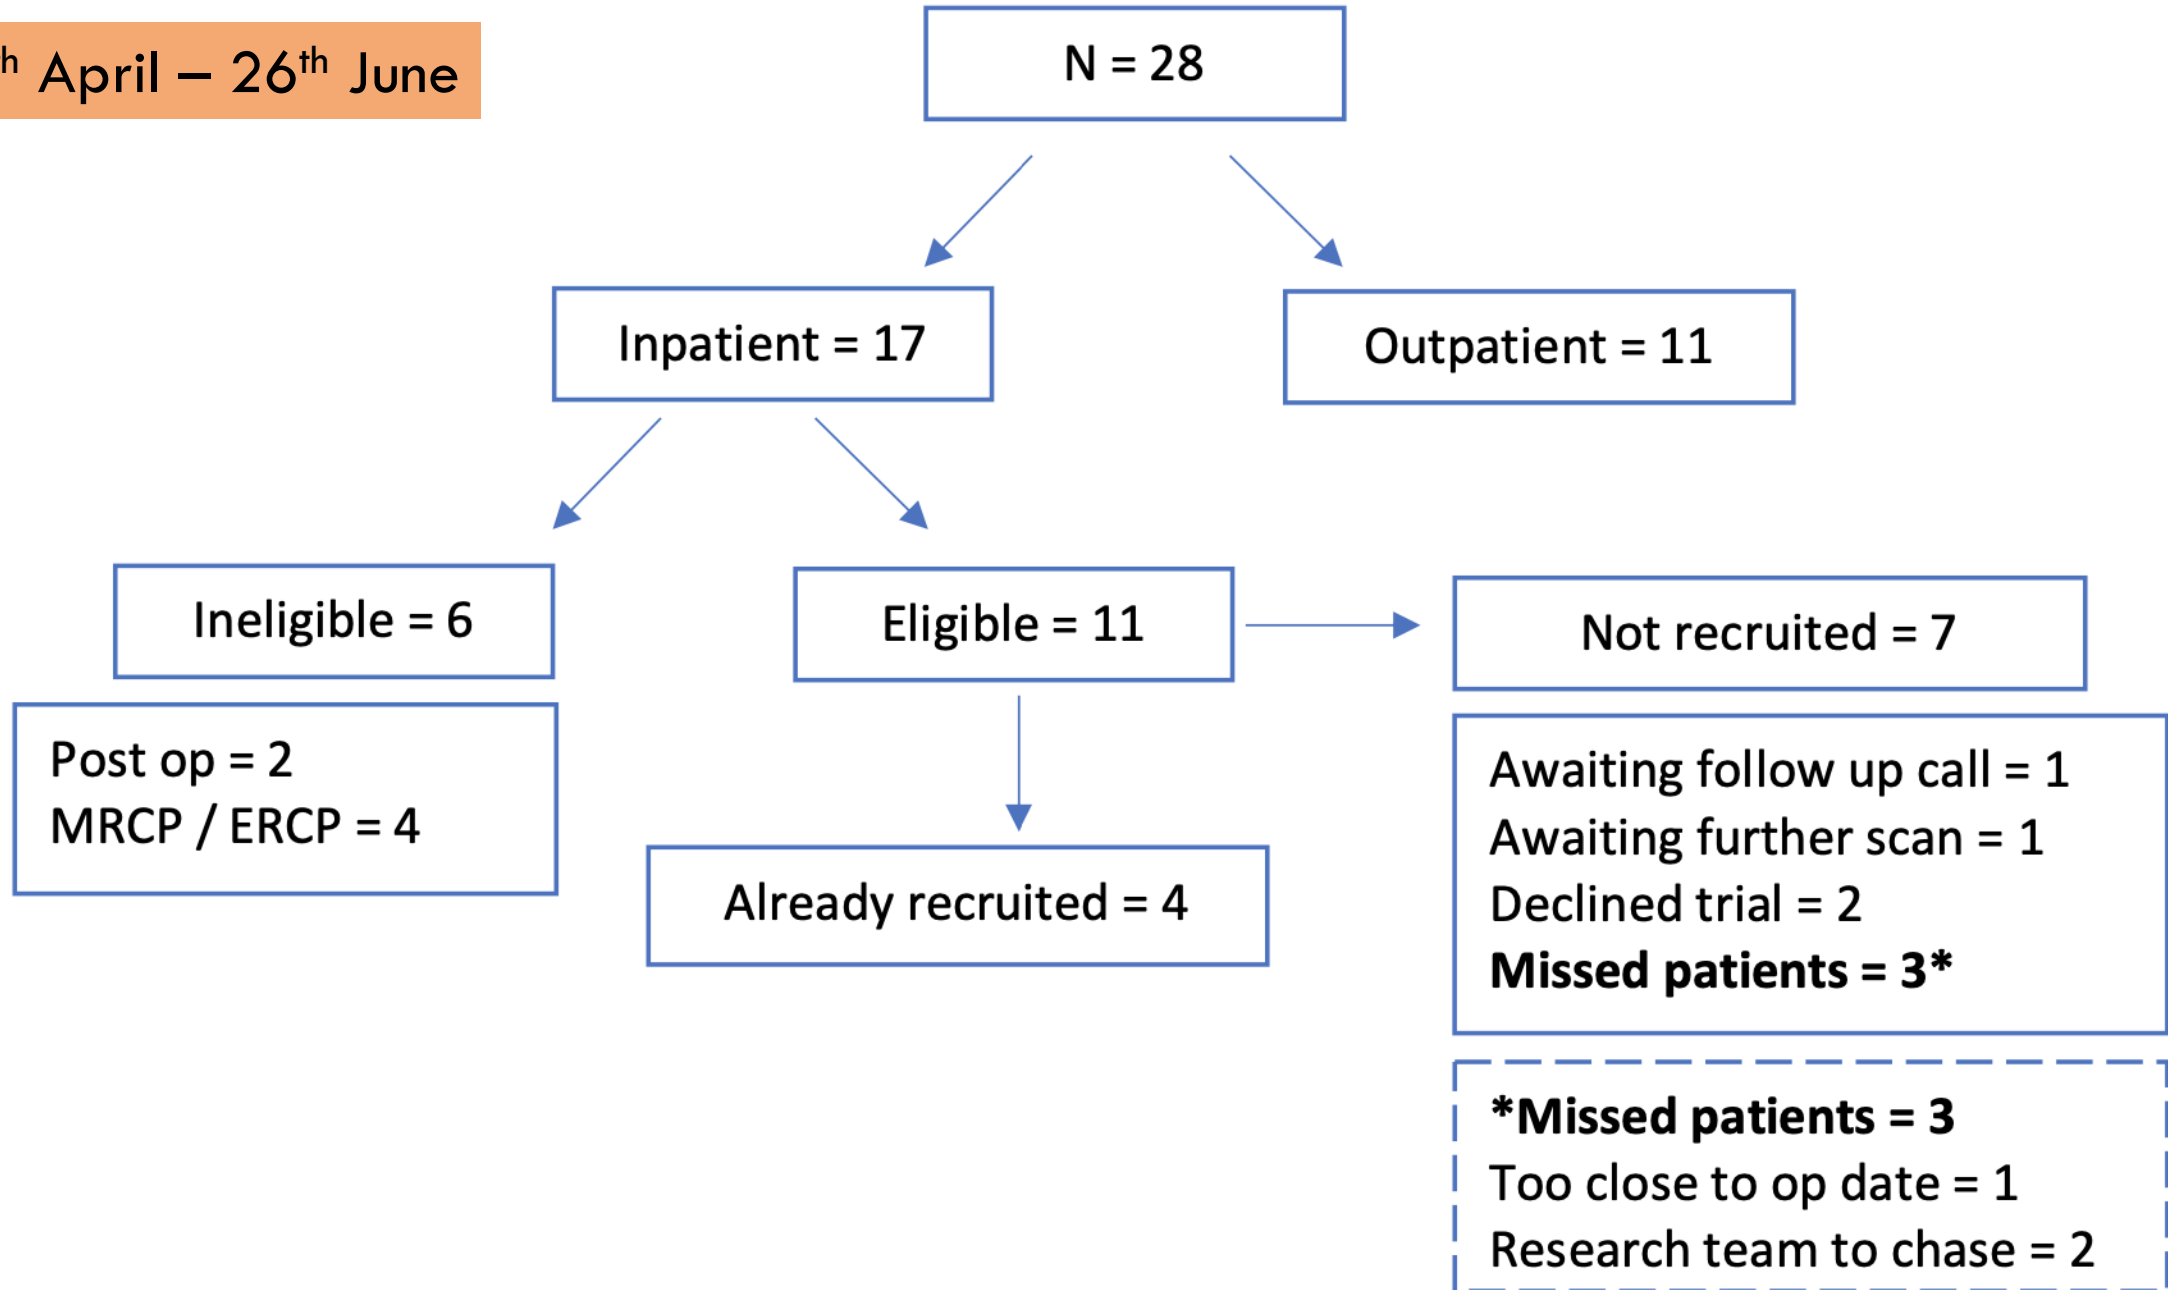 April – 26th June
N = 28
Inpatient = 17
Outpatient = 11
Ineligible = 6
Eligible = 11
Not recruited = 7
Post op = 2
MRCP / ERCP = 4
Already recruited = 4
Awaiting follow up call = 1
Awaiting further scan = 1
Declined trial = 2
Missed patients = 3*
*Missed patients = 3
Too close to op date = 1
Research team to chase = 2